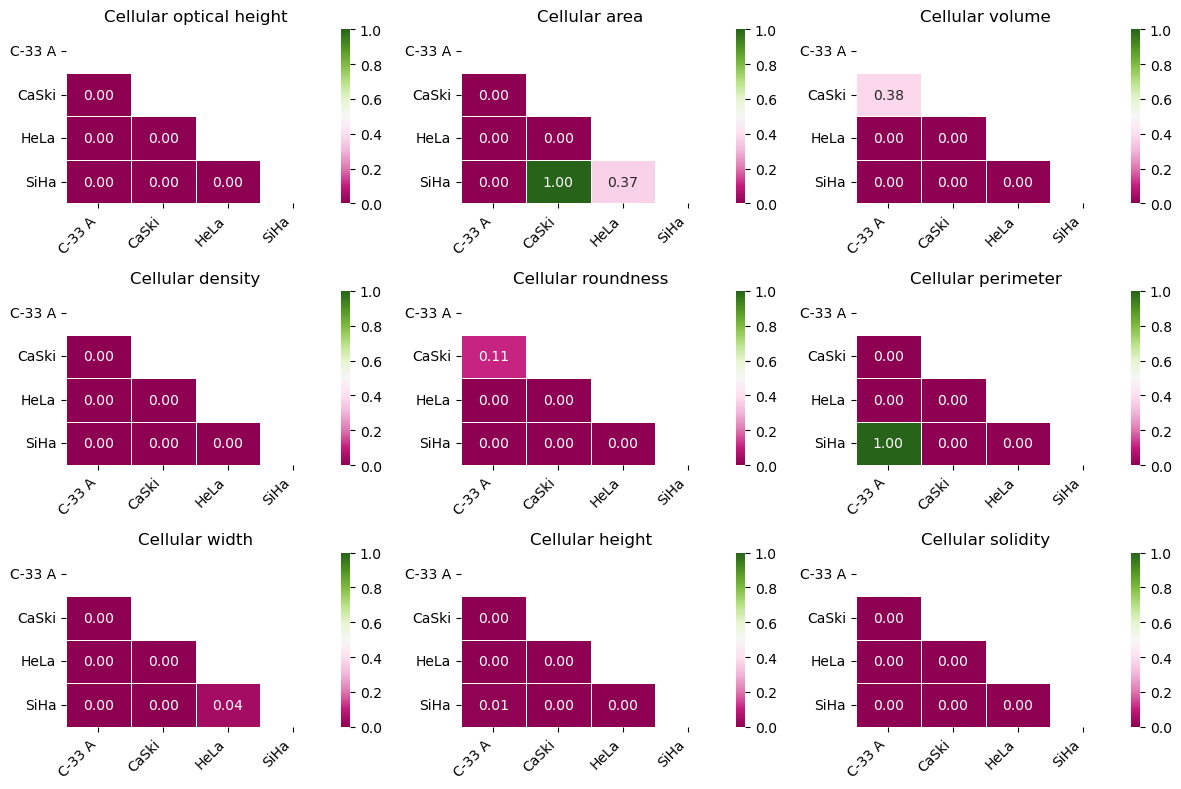 Cellular optical height
C-33 A
CaSki
HeLa
SiHa
0.00
0.00 0.00
0.00 0.00 0.00
C-33 A CaSki HeLa SiHa
1.0
0.8
0.6
0.4
0.2
0.0
Cellular area
C-33 A
CaSki
HeLa
SiHa
0.00
0.00 0.00
0.00 1.00 0.37
C-33 A CaSki HeLa SiHa
1.0
0.8
0.6
0.4
0.2
0.0
Cellular volume
C-33 A
CaSki
HeLa
SiHa
0.38
0.00 0.00
0.00 0.00 0.00
C-33 A CaSki HeLa SiHa
1.0
0.8
0.6
0.4
0.2
0.0
Cellular density
C-33 A
CaSki
HeLa
SiHa
0.00
0.00 0.00
0.00 0.00 0.00
C-33 A CaSki HeLa SiHa
1.0
0.8
0.6
0.4
0.2
0.0
Cellular roundness
C-33 A
CaSki
HeLa
SiHa
0.11
0.00 0.00
0.00 0.00 0.00
C-33 A CaSki HeLa SiHa
1.0
0.8
0.6
0.4
0.2
0.0
Cellular perimeter
C-33 A
CaSki
HeLa
SiHa
0.00
0.00 0.00
1.00 0.00 0.00
C-33 A CaSki HeLa SiHa
1.0
0.8
0.6
0.4
0.2
0.0
Cellular width
C-33 A
CaSki
HeLa
SiHa
0.00
0.00 0.00
0.00 0.00 0.04
C-33 A CaSki HeLa SiHa
1.0
0.8
0.6
0.4
0.2
0.0
Cellular height
C-33 A
CaSki
HeLa
SiHa
0.00
0.00 0.00
0.01 0.00 0.00
C-33 A CaSki HeLa SiHa
1.0
0.8
0.6
0.4
0.2
0.0
Cellular solidity
C-33 A
CaSki
HeLa
SiHa
0.00
0.00 0.00
0.00 0.00 0.00
C-33 A CaSki HeLa SiHa
1.0
0.8
0.6
0.4
0.2
0.0